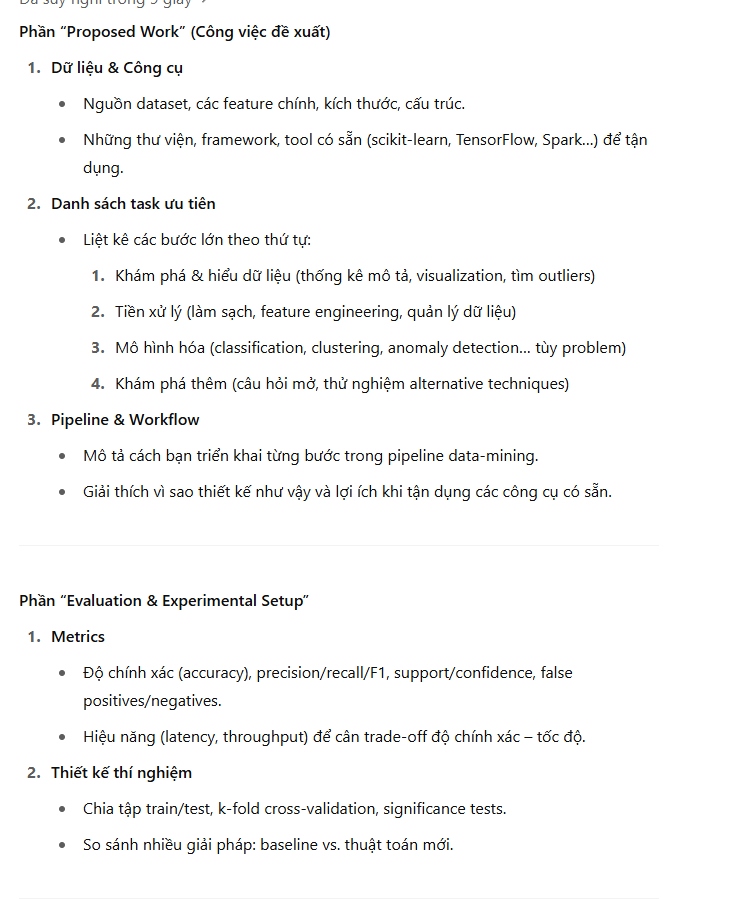 Đã suy nghĩ trong 9 giây
Phần “Proposed Work” (Công việc đề xuất)
1. Dữ liệu & Công cụ
• Nguồn dataset, các feature chính, kích thước, cấu trúc.
• Những thư viện, framework, tool có sẵn (scikit-learn, TensorFlow, Spark…) để tận
dụng.
2. Danh sách task ưu tiên
• Liệt kê các bước lớn theo thứ tự:
1. Khám phá & hiểu dữ liệu (thống kê mô tả, visualization, tìm outliers)
2. Tiền xử lý (làm sạch, feature engineering, quản lý dữ liệu)
3. Mô hình hóa (classification, clustering, anomaly detection… tùy problem)
4. Khám phá thêm (câu hỏi mở, thử nghiệm alternative techniques)
3. Pipeline & Workflow
• Mô tả cách bạn triển khai từng bước trong pipeline data-mining.
• Giải thích vì sao thiết kế như vậy và lợi ích khi tận dụng các công cụ có sẵn.
Phần “Evaluation & Experimental Setup”
1. Metrics
• Độ chính xác (accuracy), precision/recall/F1, support/confidence, false
positives/negatives.
• Hiệu năng (latency, throughput) để cân trade-off độ chính xác – tốc độ.
2. Thiết kế thí nghiệm
• Chia tập train/test, k-fold cross-validation, significance tests.
• So sánh nhiều giải pháp: baseline vs. thuật toán mới.